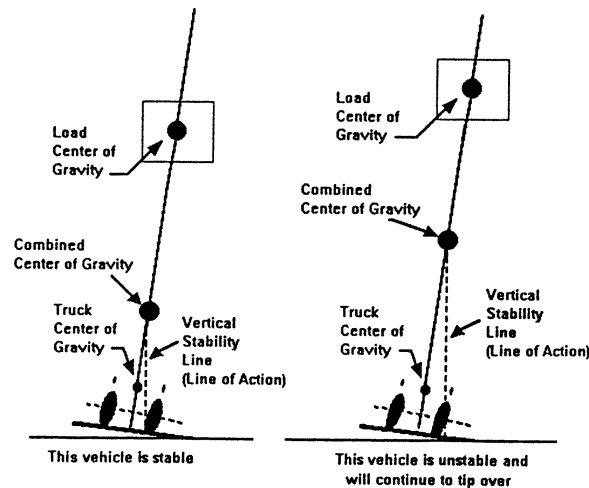 Load
Center of
Gravity
Combined
Center of Gravity
Truck
Center of
Gravity
Vertical
Stability
Line
(Line of Action)
This vehicle is stable
Load
Center of
Gravity
Combined
Center of Gravity
Truck
Center of
Gravity
Vertical
Stability
Line
(Line of Action)
This vehicle is unstable and
will continue to tip over